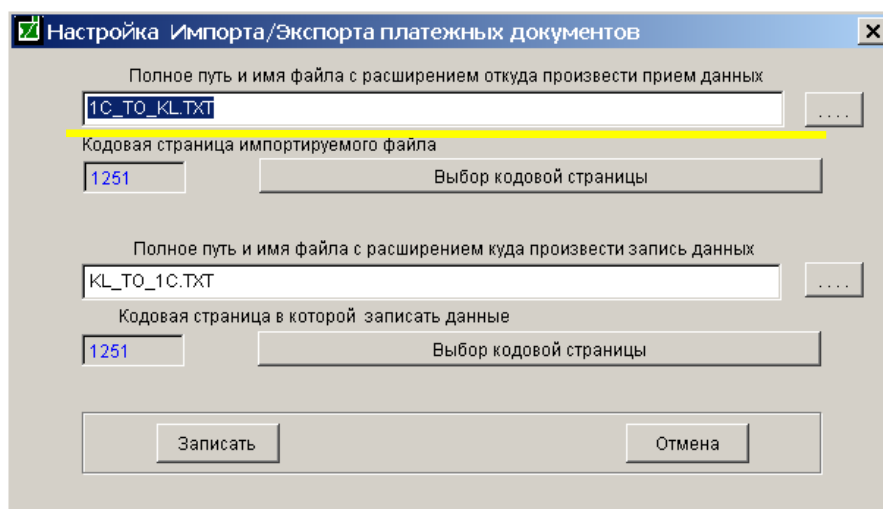 Настройка Импорта/Экспорта платежных документов
Полное путь и имя файла с расширением откуда произвести прием данных
1C_TO_KL.TXT
....
Кодовая страница импортируемого файла
1251
Выбор кодовой страницы
Полное путь и имя файла с расширением куда произвести запись данных
KL_TO_1C.TXT
....
Кодовая страница в которой записать данные
1251
Выбор кодовой страницы
Записать
Отмена